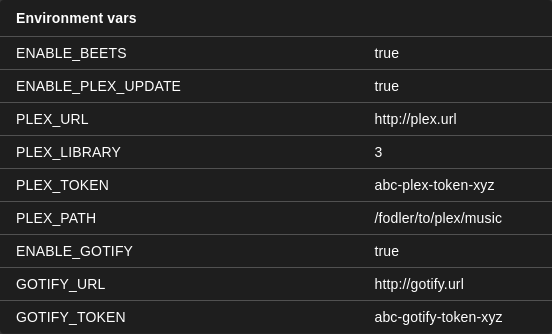 Environment vars
ENABLE_BEETS true
ENABLE_PLEX_UPDATE true
PLEX_URL http://plex.url
PLEX_LIBRARY 3
PLEX_TOKEN abc-plex-token-xyz
PLEX_PATH /fodler/to/plex/music
ENABLE_GOTIFY true
GOTIFY_URL http://gotify.url
GOTIFY_TOKEN abc-gotify-token-xyz